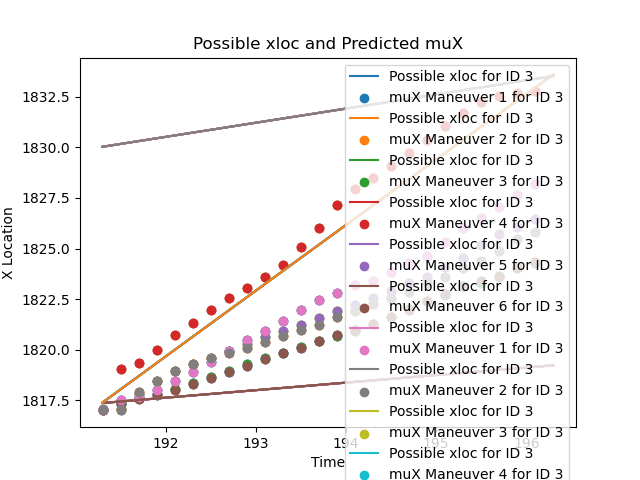 Possible xloc and Predicted muX
X Location
1832.5
1830.0
1827.5
1825.0
1822.5
1820.0
1817.5
192
193
194
195
196
Time
Possible xloc for ID 3
muX Maneuver 1 for ID 3
Possible xloc for ID 3
muX Maneuver 2 for ID 3
Possible xloc for ID 3
muX Maneuver 3 for ID 3
Possible xloc for ID 3
muX Maneuver 4 for ID 3
Possible xloc for ID 3
muX Maneuver 5 for ID 3
Possible xloc for ID 3
muX Maneuver 6 for ID 3
Possible xloc for ID 3
muX Maneuver 1 for ID 3
Possible xloc for ID 3
muX Maneuver 2 for ID 3
Possible xloc for ID 3
muX Maneuver 3 for ID 3
Possible xloc for ID 3
muX Maneuver 4 for ID 3